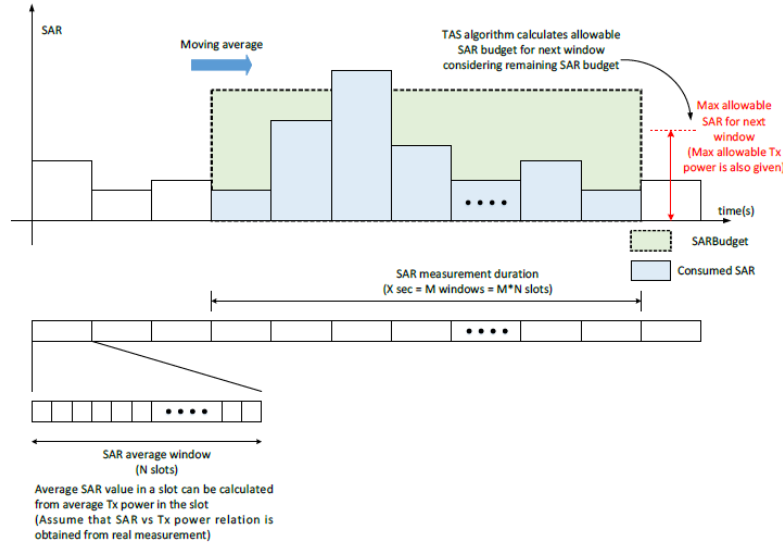 SAR
Moving average
TAS algorithm calculates allowable
SAR budget for next window
considering remaining SAR budget
Max allowable
SAR for next
window
(Max allowable Tx
power is also given)
time(s)
SARBudget
Consumed SAR
SAR measurement duration
(X sec = M windows = M*N slots)
SAR average window
(N slots)
Average SAR value in a slot can be calculated
from average Tx power in the slot
(Assume that SAR vs Tx power relation is
obtained from real measurement)